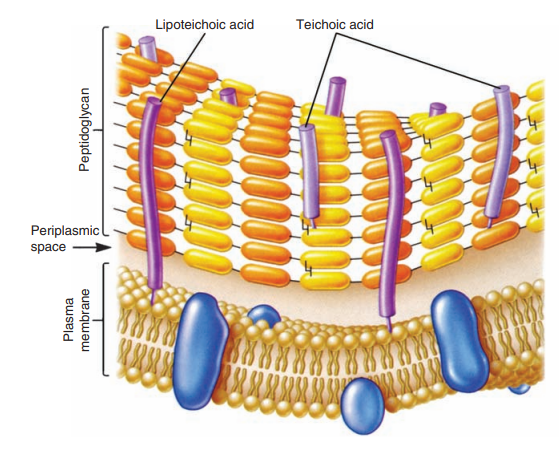 Lipoteichoic acid
Teichoic acid
Peptidoglycan
Periplasmic
space
Plasma
membrane